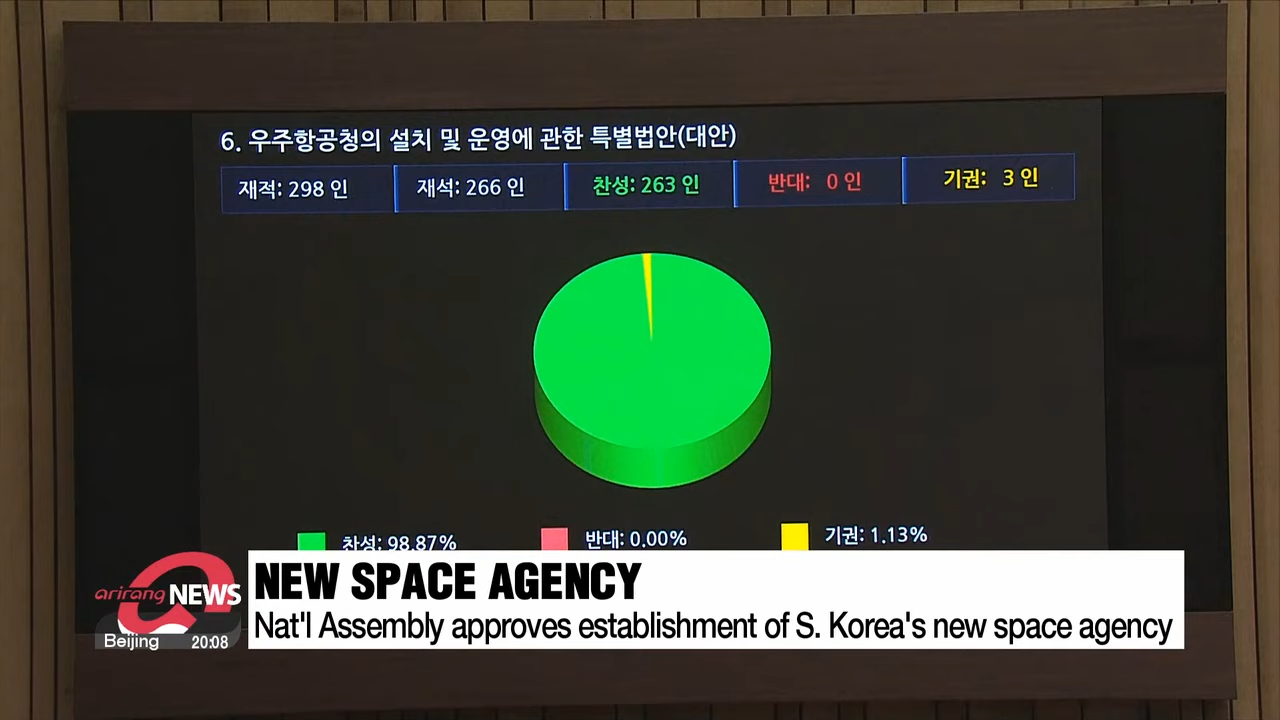 6. 우주항공청의 설치 및 운영에 관한 특별법안(대안)
재적: 298 인 재석: 266 인 찬성: 263 인 반대: 0 인 기권: 3 인
찬성: 98.87% 반대: 0.00% 기권: 1.13%
arirang NEWS
Beijing 20:08
NEW SPACE AGENCY
Nat'l Assembly approves establishment of S. Korea's new space agency